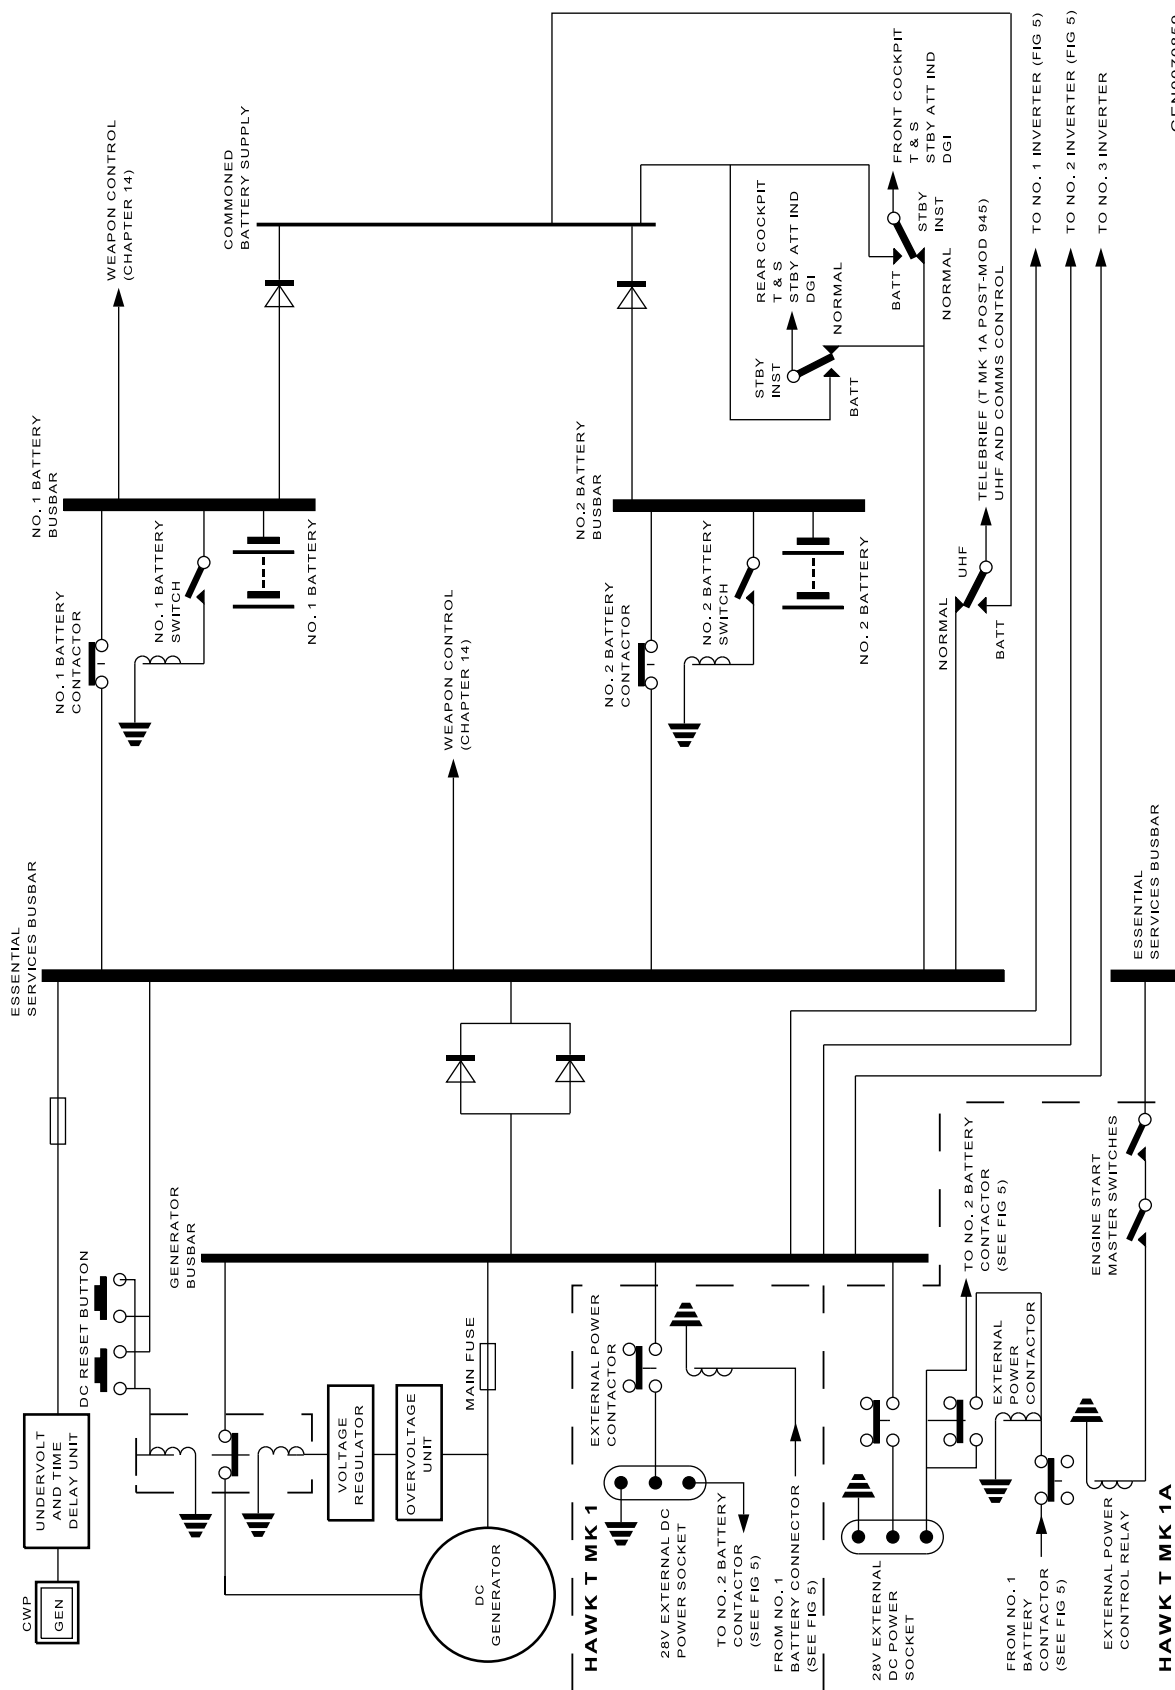 CWP
GEN
UNDERVOLT
AND TIME
DELAY UNIT
DC RESET BUTTON
ESSENTIAL
SERVICES BUSBAR
GENERATOR
BUSBAR
VOLTAGE
REGULATOR
OVERVOLTAGE
UNIT
MAIN FUSE
DC
GENERATOR
NO. 1 BATTERY
CONTACTOR
NO. 1 BATTERY
SWITCH
NO. 1 BATTERY
NO. 1 BATTERY
BUSBAR
WEAPON CONTROL
(CHAPTER 14)
COMMONED
BATTERY SUPPLY
WEAPON CONTROL
(CHAPTER 14)
NO. 2 BATTERY
CONTACTOR
NO. 2 BATTERY
SWITCH
NO. 2 BATTERY
NO.2 BATTERY
BUSBAR
STBY
INST
REAR COCKPIT
T & S
STBY ATT IND
DGI
NORMAL
BATT
FRONT COCKPIT
T & S
STBY ATT IND
DGI
BATT
STBY
INST
NORMAL
NORMAL
UHF
BATT
TELEBRIEF (T MK 1A POST-MOD 945)
UHF AND COMMS CONTROL
TO NO. 1 INVERTER (FIG 5)
TO NO. 2 INVERTER (FIG 5)
TO NO. 3 INVERTER
HAWK T MK 1
EXTERNAL POWER
CONTACTOR
28V EXTERNAL DC
POWER SOCKET
TO NO. 2 BATTERY
CONTACTOR
(SEE FIG 5)
FROM NO. 1
BATTERY CONNECTOR
(SEE FIG 5)
28V EXTERNAL
DC POWER
SOCKET
TO NO. 2 BATTERY
CONTACTOR
(SEE FIG 5)
EXTERNAL
POWER
CONTACTOR
FROM NO. 1
BATTERY
CONTACTOR
(SEE FIG 5)
EXTERNAL POWER
CONTROL RELAY
ENGINE START
MASTER SWITCHES
ESSENTIAL
SERVICES BUSBAR
HAWK T MK 1A